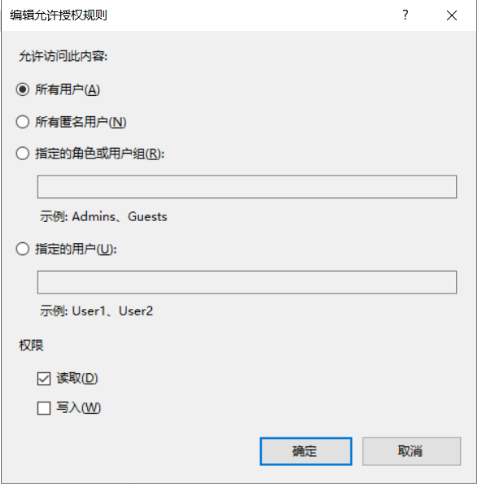 编辑允许授权规则
允许访问此内容:
所有用户(A)
所有匿名用户(N)
指定的角色或用户组(R):
示例: Admins、Guests
指定的用户(U):
示例: User1、User2
权限
读取(D)
写入(W)
确定 取消